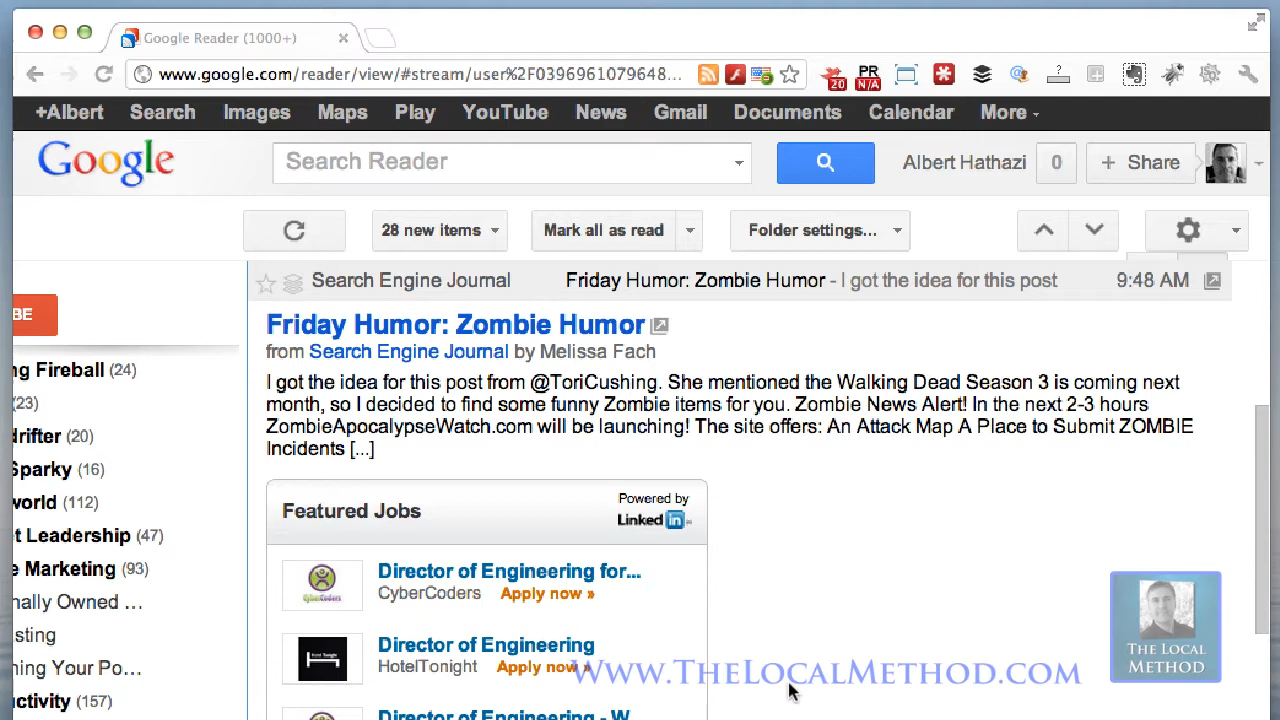 Google Reader (1000+)
www.google.com/reader/view/#stream/user%2F0396961079648...
20
PR N/A
5
?
+Albert Search Images Maps Play YouTube News Gmail Documents Calendar More
Google
Search Reader
Albert Hathazi 0 + Share
28 new items
Mark all as read
Folder settings...
Search Engine Journal Friday Humor: Zombie Humor - I got the idea for this post 9:48 AM
BE
Friday Humor: Zombie Humor
from Search Engine Journal by Melissa Fach
I got the idea for this post from @ToriCushing. She mentioned the Walking Dead Season 3 is coming next
month, so I decided to find some funny Zombie items for you. Zombie News Alert! In the next 2-3 hours
ZombieApocalypseWatch.com will be launching! The site offers: An Attack Map A Place to Submit ZOMBIE
Incidents [...]
ng Fireball (24)
(23)
drifter (20)
Sparky (16)
world (112)
t Leadership (47)
e Marketing (93)
nally Owned ...
sting
ning Your Po...
ctivity (157)
Featured Jobs
Powered by
Linked in
Director of Engineering for...
CyberCoders Apply now »
CyberCoders
Director of Engineering
HotelTonight Apply now »
Director of Engineering - W...
www.TheLocalMethod.com
The Local
Method